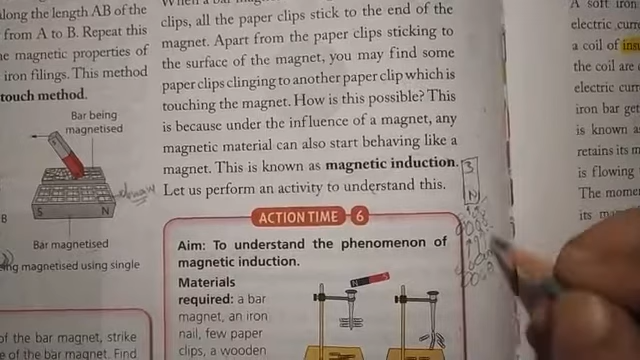 along the length AB of the
from A to B. Repeat this
e magnetic properties of
iron filings. This method
touch method.
Bar being
magnetised
S
N
B
Bar magnetised
ing magnetised using single
of the bar magnet, strike
e of the bar magnet. Find
clips, all the paper clips stick to the end of the
magnet. Apart from the paper clips sticking to
the surface of the magnet, you may find some
paper clips clinging to another paper clip which is
touching the magnet. How is this possible? This
is because under the influence of a magnet, any
magnetic material can also start behaving like a
magnet. This is known as magnetic induction.
Let us perform an activity to understand this.
S
N
ACTION TIME 6
Aim: To understand the phenomenon of
magnetic induction.
Materials
required: a bar
magnet, an iron
nail, few paper
clips, a wooden
A soft iron
electric cur
a coil of ins
the coil are
electric curr
iron bar get
is known a
retains its m
is flowing
The mome
its ma